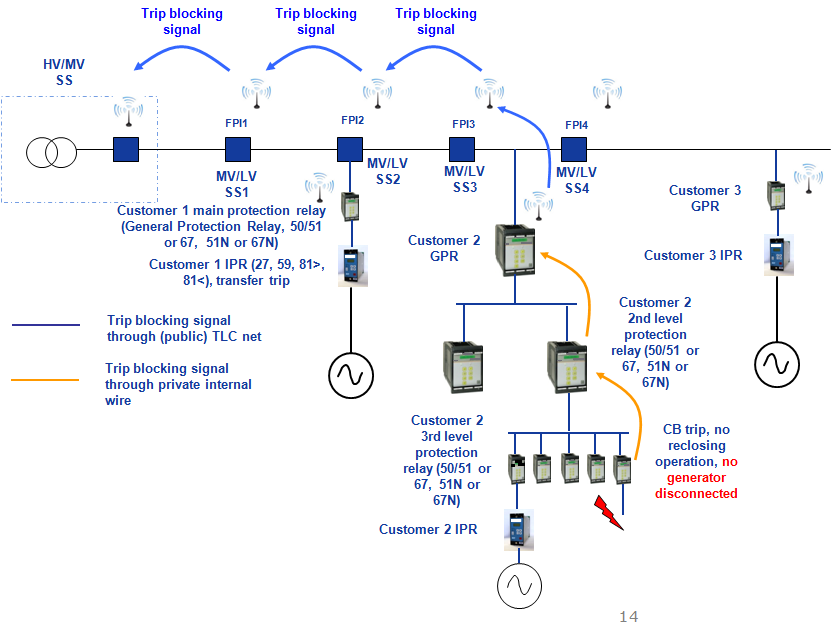 Trip blocking
signal
Trip blocking
signal
Trip blocking
signal
HV/MV
SS
FPI1
FPI2
FPI3
FPI4
MV/LV
SS1
MV/LV
SS2
MV/LV
SS3
MV/LV
SS4
Customer 1 main protection relay
(General Protection Relay, 50/51
or 67, 51N or 67N)
Customer 1 IPR (27, 59, 81>,
81<), transfer trip
Customer 2
GPR
Customer 3
GPR
Customer 3 IPR
Trip blocking signal
through (public) TLC net
Trip blocking signal
through private internal
wire
Customer 2
2nd level
protection
relay (50/51 or
67, 51N or
67N)
Customer 2
3rd level
protection
relay (50/51 or
67, 51N or
67N)
CB trip, no
reclosing
operation, no
generator
disconnected
Customer 2 IPR
14